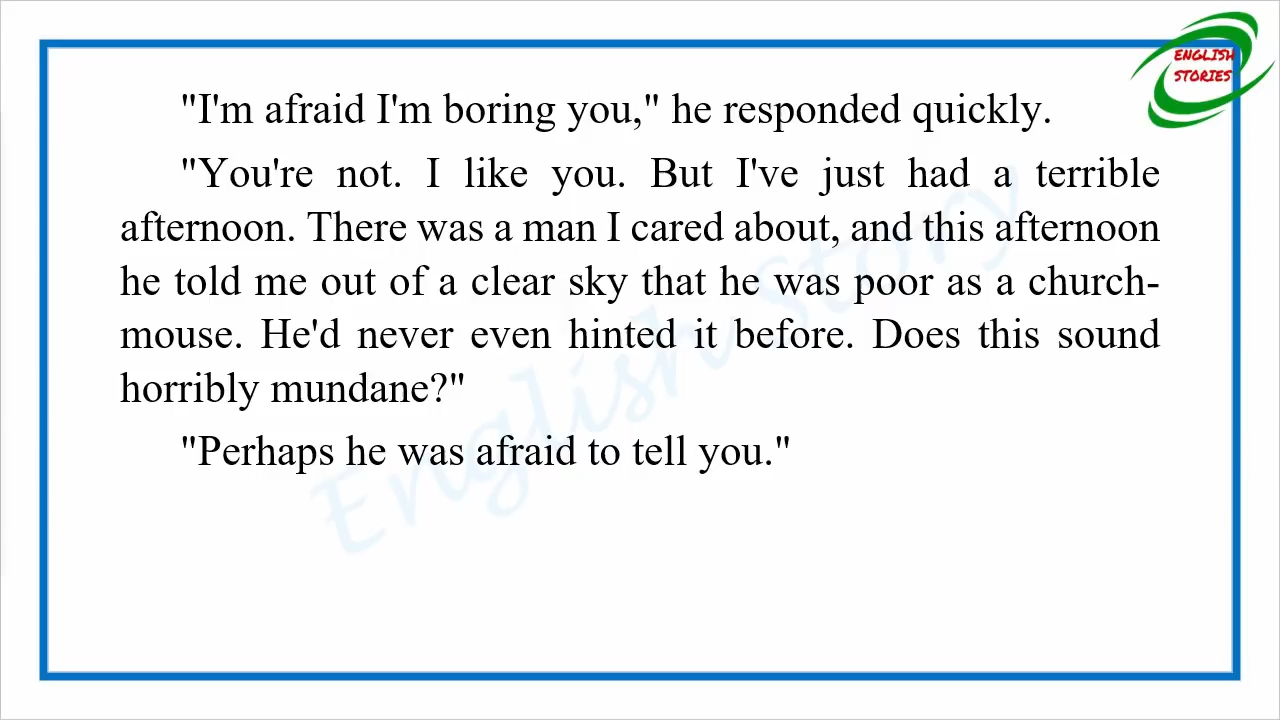 ENGLISH
STORIES
"I'm afraid I'm boring you," he responded quickly.
"You're not. I like you. But I've just had a terrible
afternoon. There was a man I cared about, and this afternoon
he told me out of a clear sky that he was poor as a church-
mouse. He'd never even hinted it before. Does this sound
horribly mundane?"
"Perhaps he was afraid to tell you."
English Story